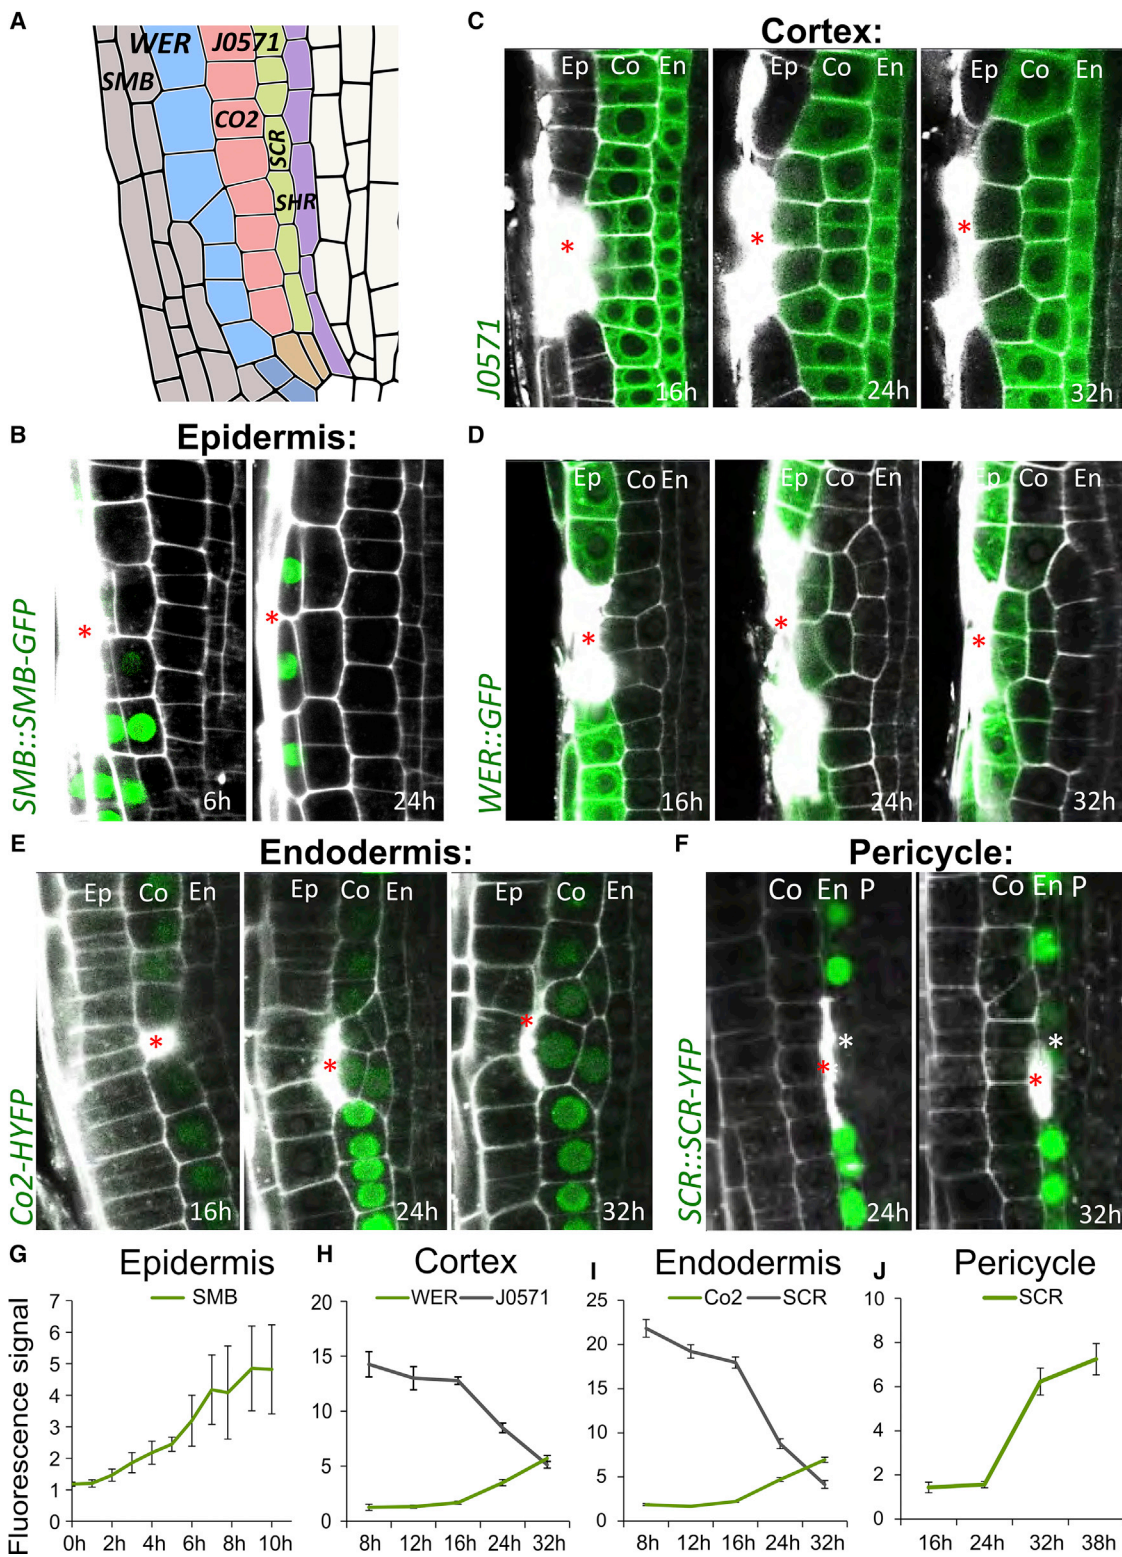 A
WER
J0571
SMB
CO2
SCR
SHR
C
Cortex:
Ep Co En
Ep Co En
Ep Co En
J0571
*
*
*
16h
24h
32h
B
Epidermis:
SMB::SMB-GFP
*
*
6h
24h
D
Ep Co En
Ep Co En
Ep Co En
WER::GFP
*
*
*
16h
24h
32h
E
Endodermis:
Ep Co En
Ep Co En
Ep Co En
Co2-HYFP
*
*
*
16h
24h
32h
F
Pericycle:
Co En P
Co En P
SCR::SCR-YFP
*
*
*
*
24h
32h
G
Epidermis
SMB
Fluorescence signal
7
6
5
4
3
2
1
0
0h 2h 4h 6h 8h 10h
H
Cortex
WER J0571
20
15
10
5
0
8h 12h 16h 24h 32h
I
Endodermis
Co2 SCR
25
20
15
10
5
0
8h 12h 16h 24h 32h
J
Pericycle
SCR
10
8
6
4
2
0
16h 24h 32h 38h